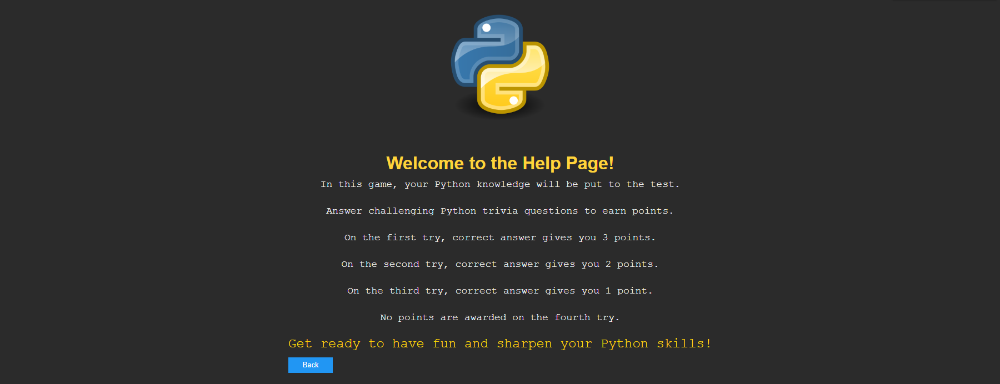 Welcome to the Help Page!
In this game, your Python knowledge will be put to the test.
Answer challenging Python trivia questions to earn points.
On the first try, correct answer gives you 3 points.
On the second try, correct answer gives you 2 points.
On the third try, correct answer gives you 1 point.
No points are awarded on the fourth try.
Get ready to have fun and sharpen your Python skills!
Back